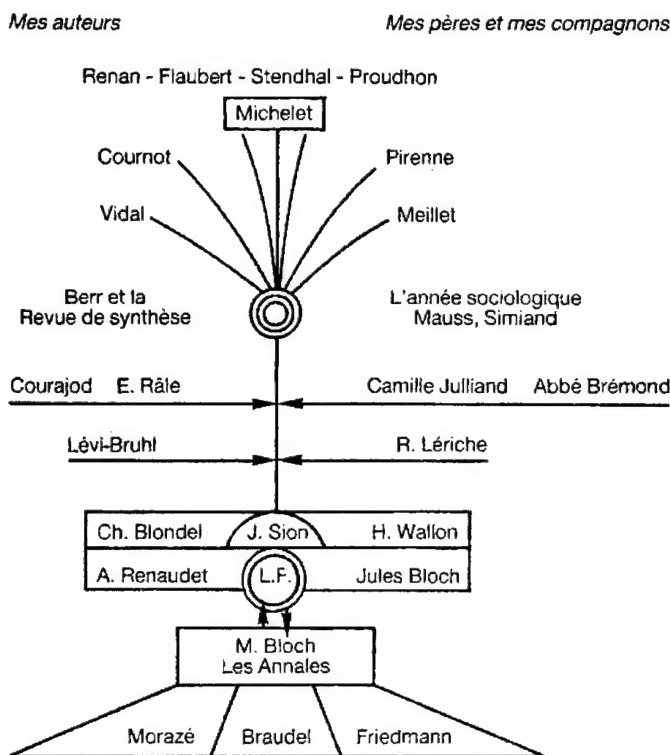 Mes auteurs Mes pères et mes compagnons
Renan - Flaubert - Stendhal - Proudhon
Michelet
Cournot Pirenne
Vidal Meillet
Berr et la
Revue de synthèse
L'année sociologique
Mauss, Simiand
Courajod E. Râle Camille Julliand Abbé Brémond
Lévi-Bruhl R. Lériche
Ch. Blondel J. Sion H. Wallon
A. Renaudet L.F. Jules Bloch
M. Bloch
Les Annales
Morazé Braudel Friedmann